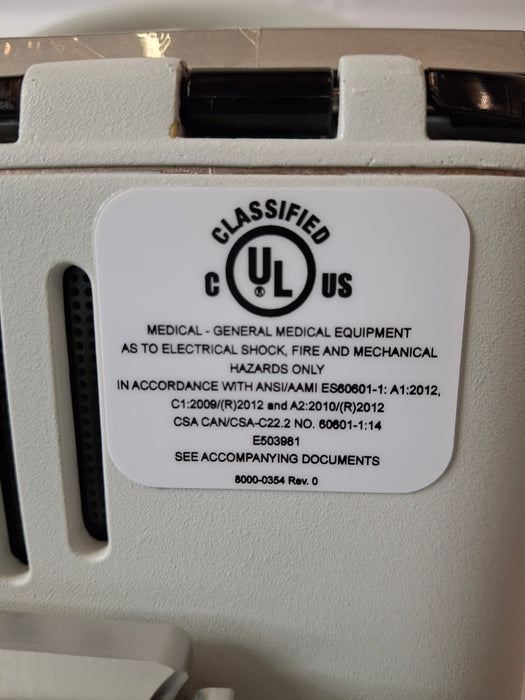 CLASSIFIED
C UL ® US
MEDICAL - GENERAL MEDICAL EQUIPMENT
AS TO ELECTRICAL SHOCK, FIRE AND MECHANICAL
HAZARDS ONLY
IN ACCORDANCE WITH ANSI/AAMI ES60601-1: A1:2012,
C1:2009/(R)2012 and A2:2010/(R)2012
CSA CAN/CSA-C22.2 NO. 60601-1:14
E503981
SEE ACCOMPANYING DOCUMENTS
8000-0354 Rev. 0